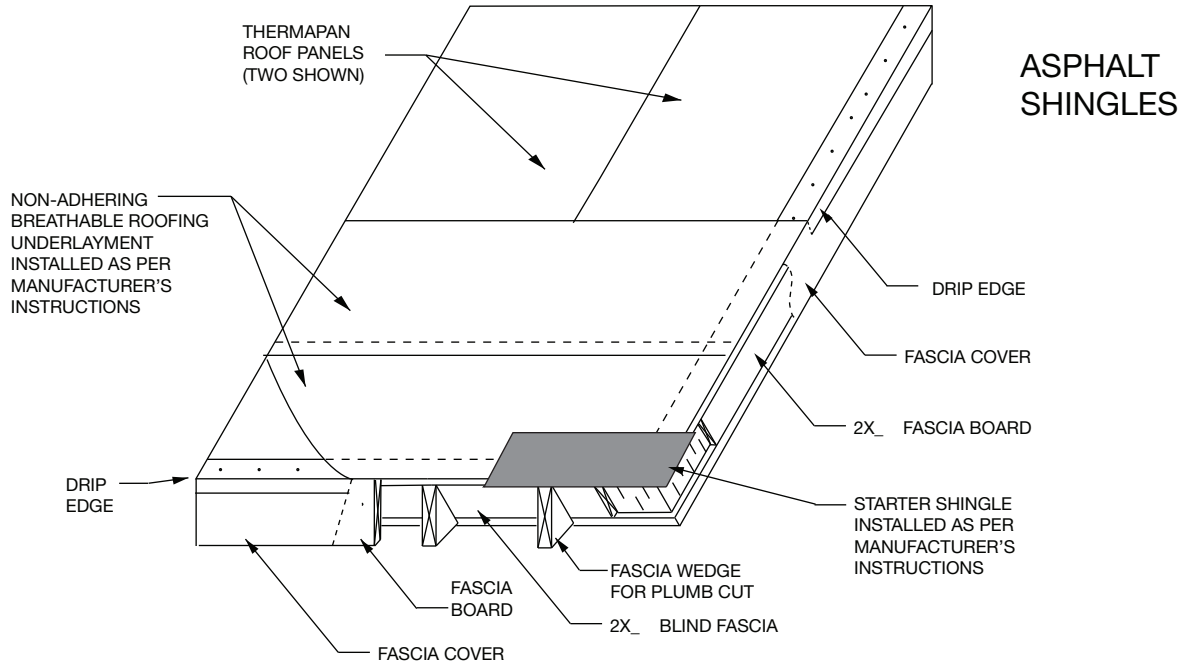 THERMAPAN
ROOF PANELS
(TWO SHOWN)
ASPHALT
SHINGLES
NON-ADHERING
BREATHABLE ROOFING
UNDERLAYMENT
INSTALLED AS PER
MANUFACTURER'S
INSTRUCTIONS
DRIP EDGE
FASCIA COVER
2X_ FASCIA BOARD
DRIP
EDGE
STARTER SHINGLE
INSTALLED AS PER
MANUFACTURER'S
INSTRUCTIONS
FASCIA WEDGE
FOR PLUMB CUT
FASCIA
BOARD
2X_ BLIND FASCIA
FASCIA COVER